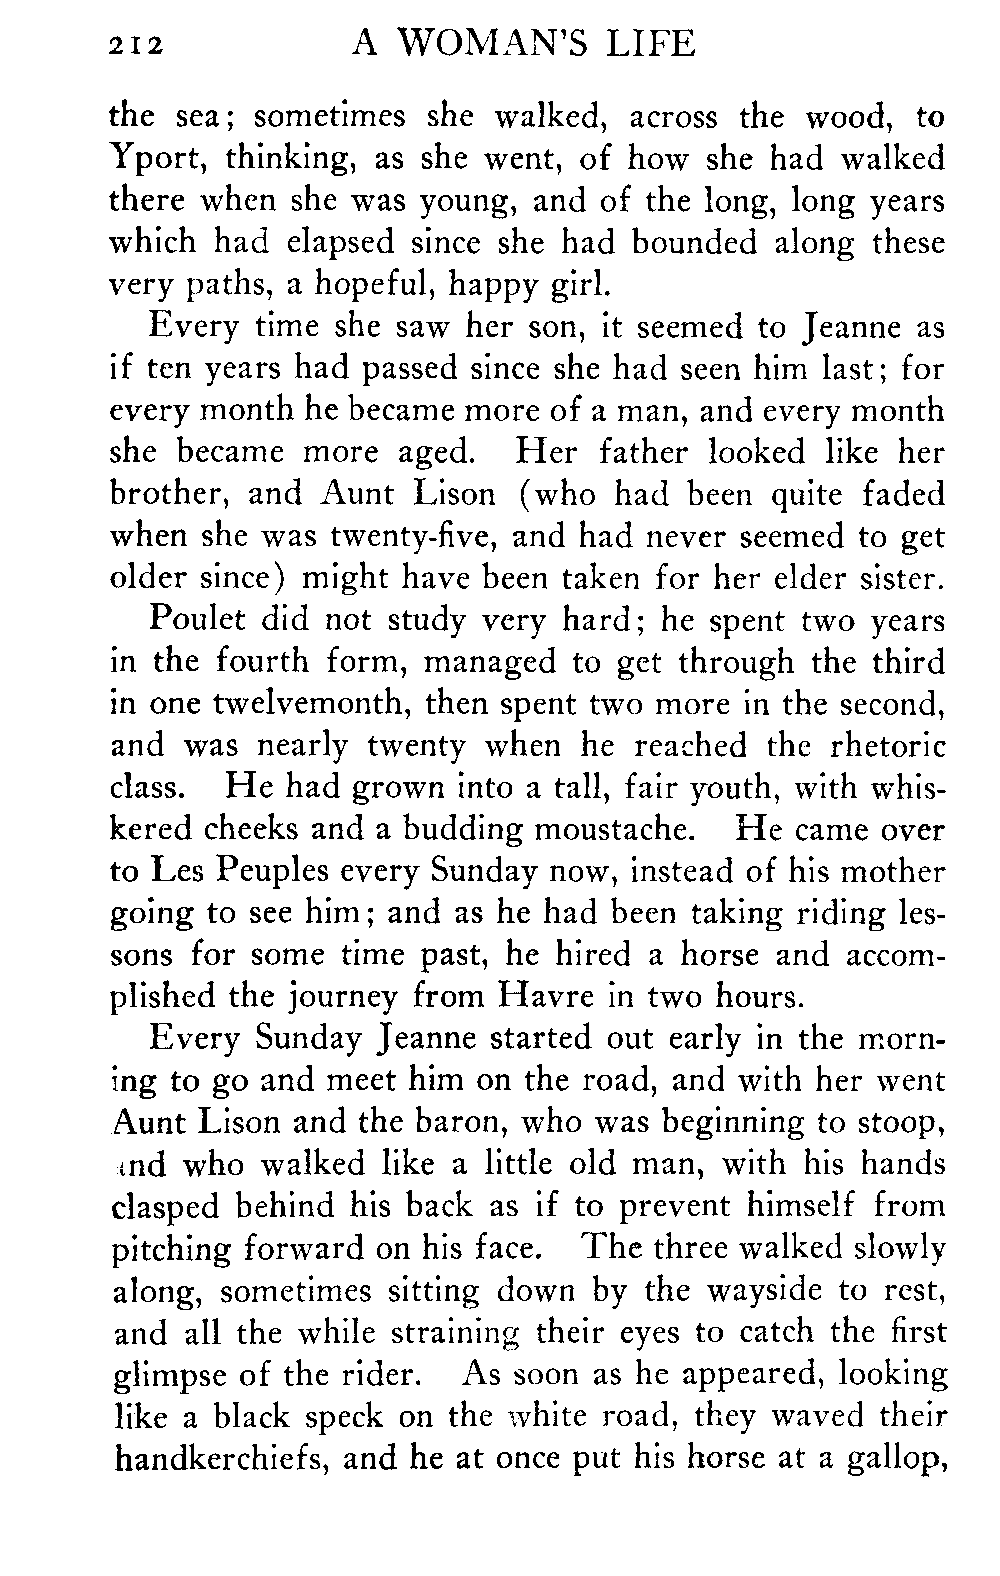 212 A WOMAN'S LIFE
the sea; sometimes she walked, across the wood, to
Yport, thinking, as she went, of how she had walked
there when she was young, and of the long, long years
which had elapsed since she had bounded along these
very paths, a hopeful, happy girl.
Every time she saw her son, it seemed to Jeanne as
if ten years had passed since she had seen him last; for
every month he became more of a man, and every month
she became more aged. Her father looked like her
brother, and Aunt Lison (who had been quite faded
when she was twenty-five, and had never seemed to get
older since) might have been taken for her elder sister.
Poulet did not study very hard; he spent two years
in the fourth form, managed to get through the third
in one twelvemonth, then spent two more in the second,
and was nearly twenty when he reached the rhetoric
class. He had grown into a tall, fair youth, with whis-
kered cheeks and a budding moustache. He came over
to Les Peuples every Sunday now, instead of his mother
going to see him; and as he had been taking riding les-
sons for some time past, he hired a horse and accom-
plished the journey from Havre in two hours.
Every Sunday Jeanne started out early in the morn-
ing to go and meet him on the road, and with her went
Aunt Lison and the baron, who was beginning to stoop,
and who walked like a little old man, with his hands
clasped behind his back as if to prevent himself from
pitching forward on his face. The three walked slowly
along, sometimes sitting down by the wayside to rest,
and all the while straining their eyes to catch the first
glimpse of the rider. As soon as he appeared, looking
like a black speck on the white road, they waved their
handkerchiefs, and he at once put his horse at a gallop,